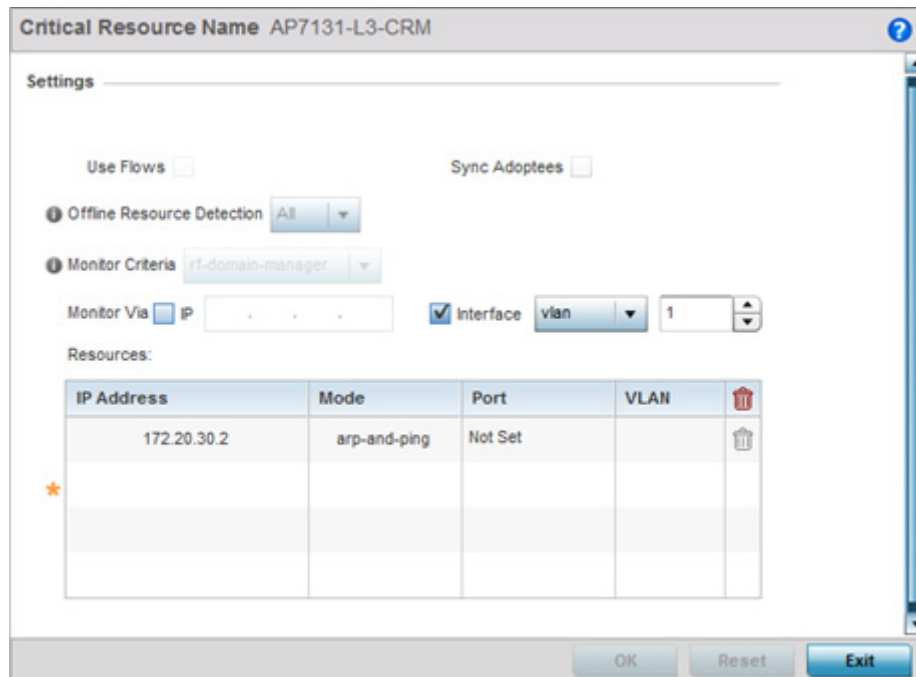 Critical Resource Name AP7131-L3-CRM
Settings
Use Flows Sync Adoptees
Offline Resource Detection All
Monitor Criteria rf-domain-manager
Monitor Via IP . . . Interface vlan 1
Resources:
IP Address Mode Port VLAN
172.20.30.2 arp-and-ping Not Set
OK Reset Exit